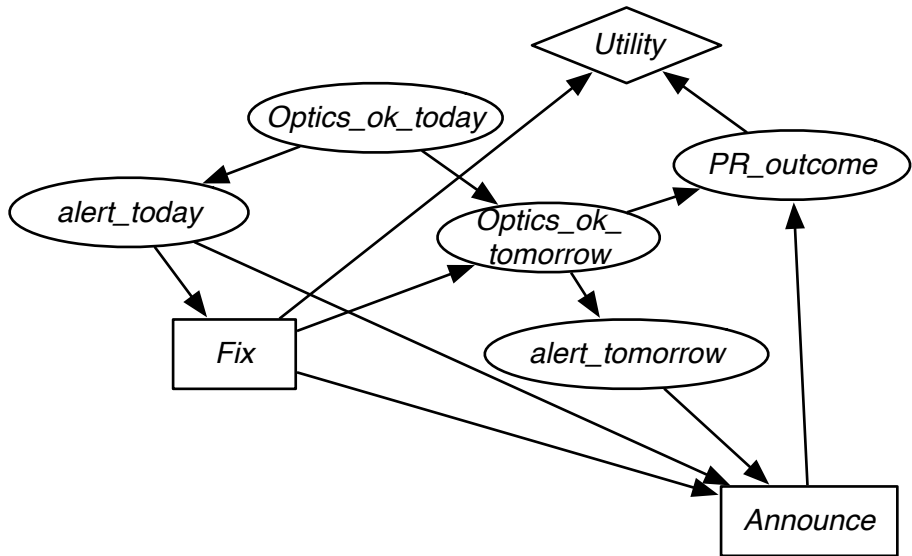 Utility
Optics_ok_today
PR_outcome
alert_today
Optics_ok_
tomorrow
Fix
alert_tomorrow
Announce